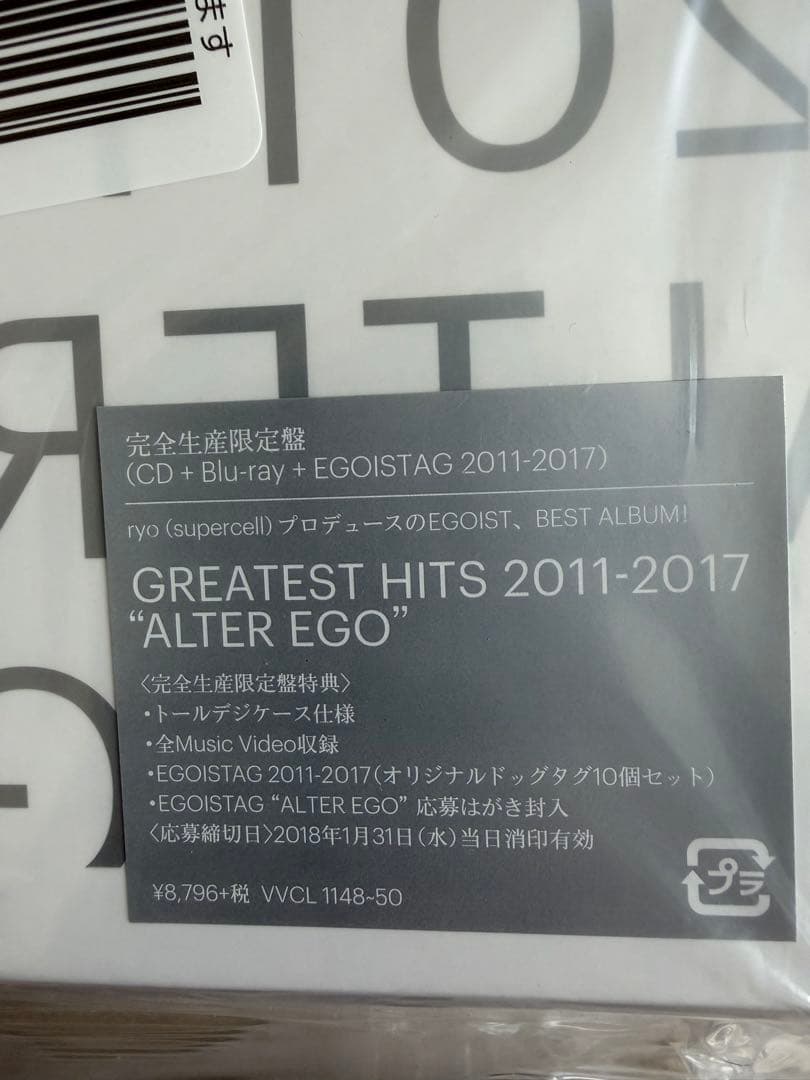 ます
完全生産限定盤
(CD + Blu-ray + EGOISTAG 2011-2017)
ryo (supercell) プロデュースのEGOIST、BEST ALBUM!
GREATEST HITS 2011-2017
“ALTER EGO”
〈完全生産限定盤特典〉
・トールデジケース仕様
・全Music Video収録
・EGOISTAG 2011-2017(オリジナルドッグタグ10個セット)
・EGOISTAG “ALTER EGO” 応募はがき封入
〈応募締切日〉2018年1月31日(水)当日消印有効
¥8,796+税 VVCL 1148~50
プラ